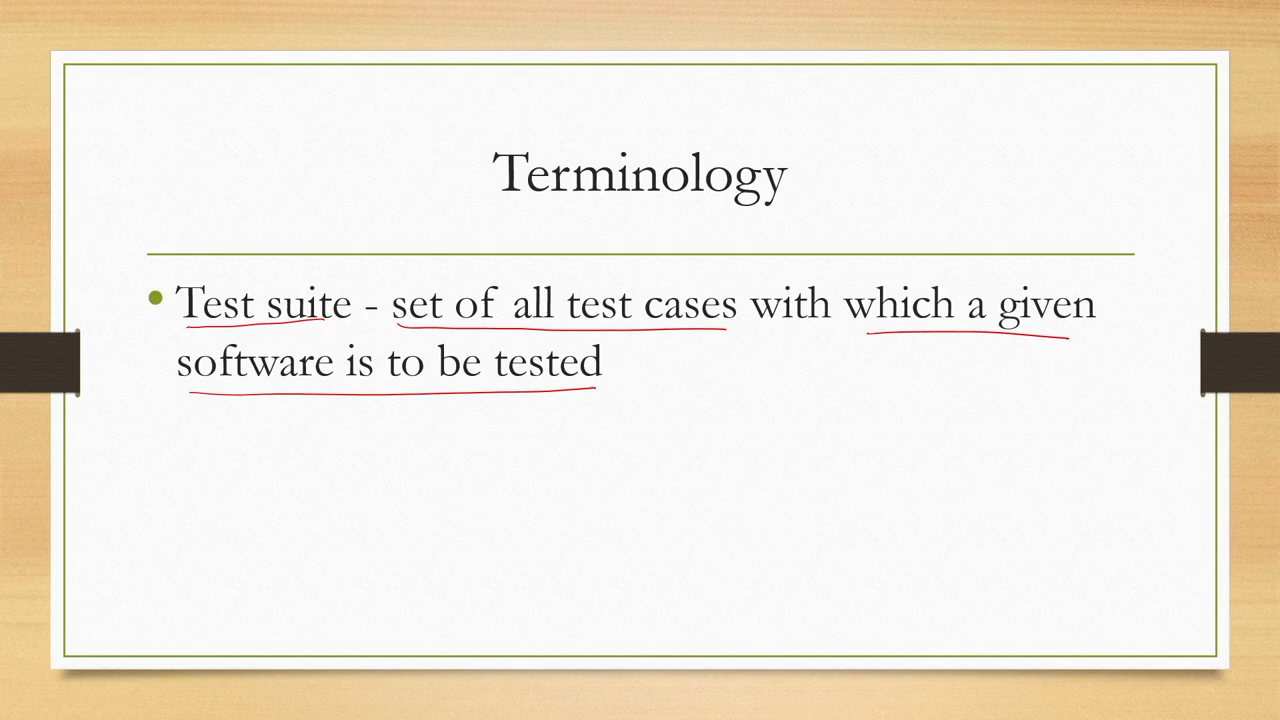 Terminology
• Test suite - set of all test cases with which a given
software is to be tested